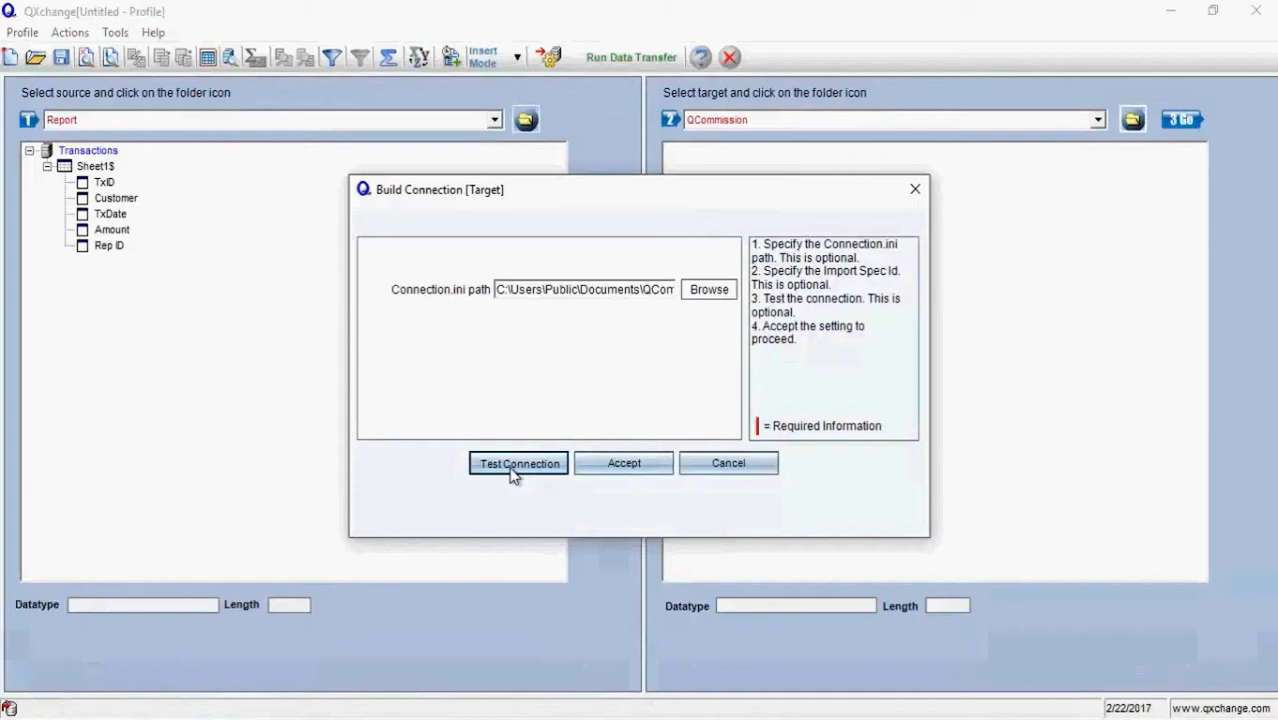 QXchange[Untitled - Profile]
Profile Actions Tools Help
Insert Mode
Run Data Transfer
Select source and click on the folder icon
Select target and click on the folder icon
1 Report
2 QCommission
3 GO
Transactions
Sheet1$
TxID
Customer
TxDate
Amount
Rep ID
Build Connection [Target]
Connection.ini path C:\Users\Public\Documents\QCom Browse
1. Specify the Connection.ini
path. This is optional.
2. Specify the Import Spec Id.
This is optional.
3. Test the connection. This is
optional.
4. Accept the setting to
proceed.
= Required Information
Test Connection Accept Cancel
Datatype Length
Datatype Length
2/22/2017 www.qxchange.com